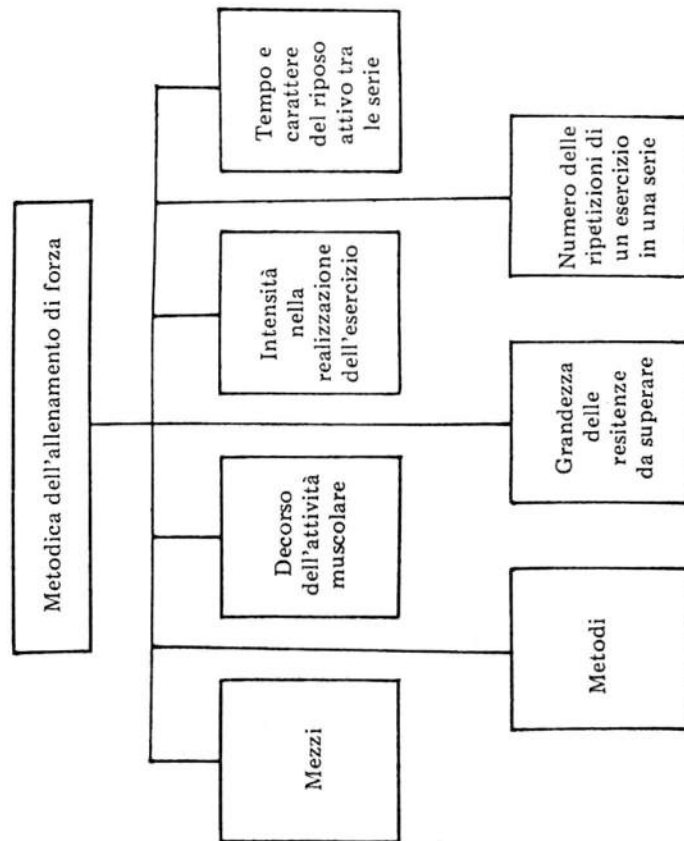 Metodica dell'allenamento di forza
Mezzi
Decorso
dell'attività
muscolare
Intensità
nella
realizzazione
dell'esercizio
Tempo e
carattere
del riposo
attivo tra
le serie
Metodi
Grandezza
delle
resitenze
da superare
Numero delle
ripetizioni di
un esercizio
in una serie